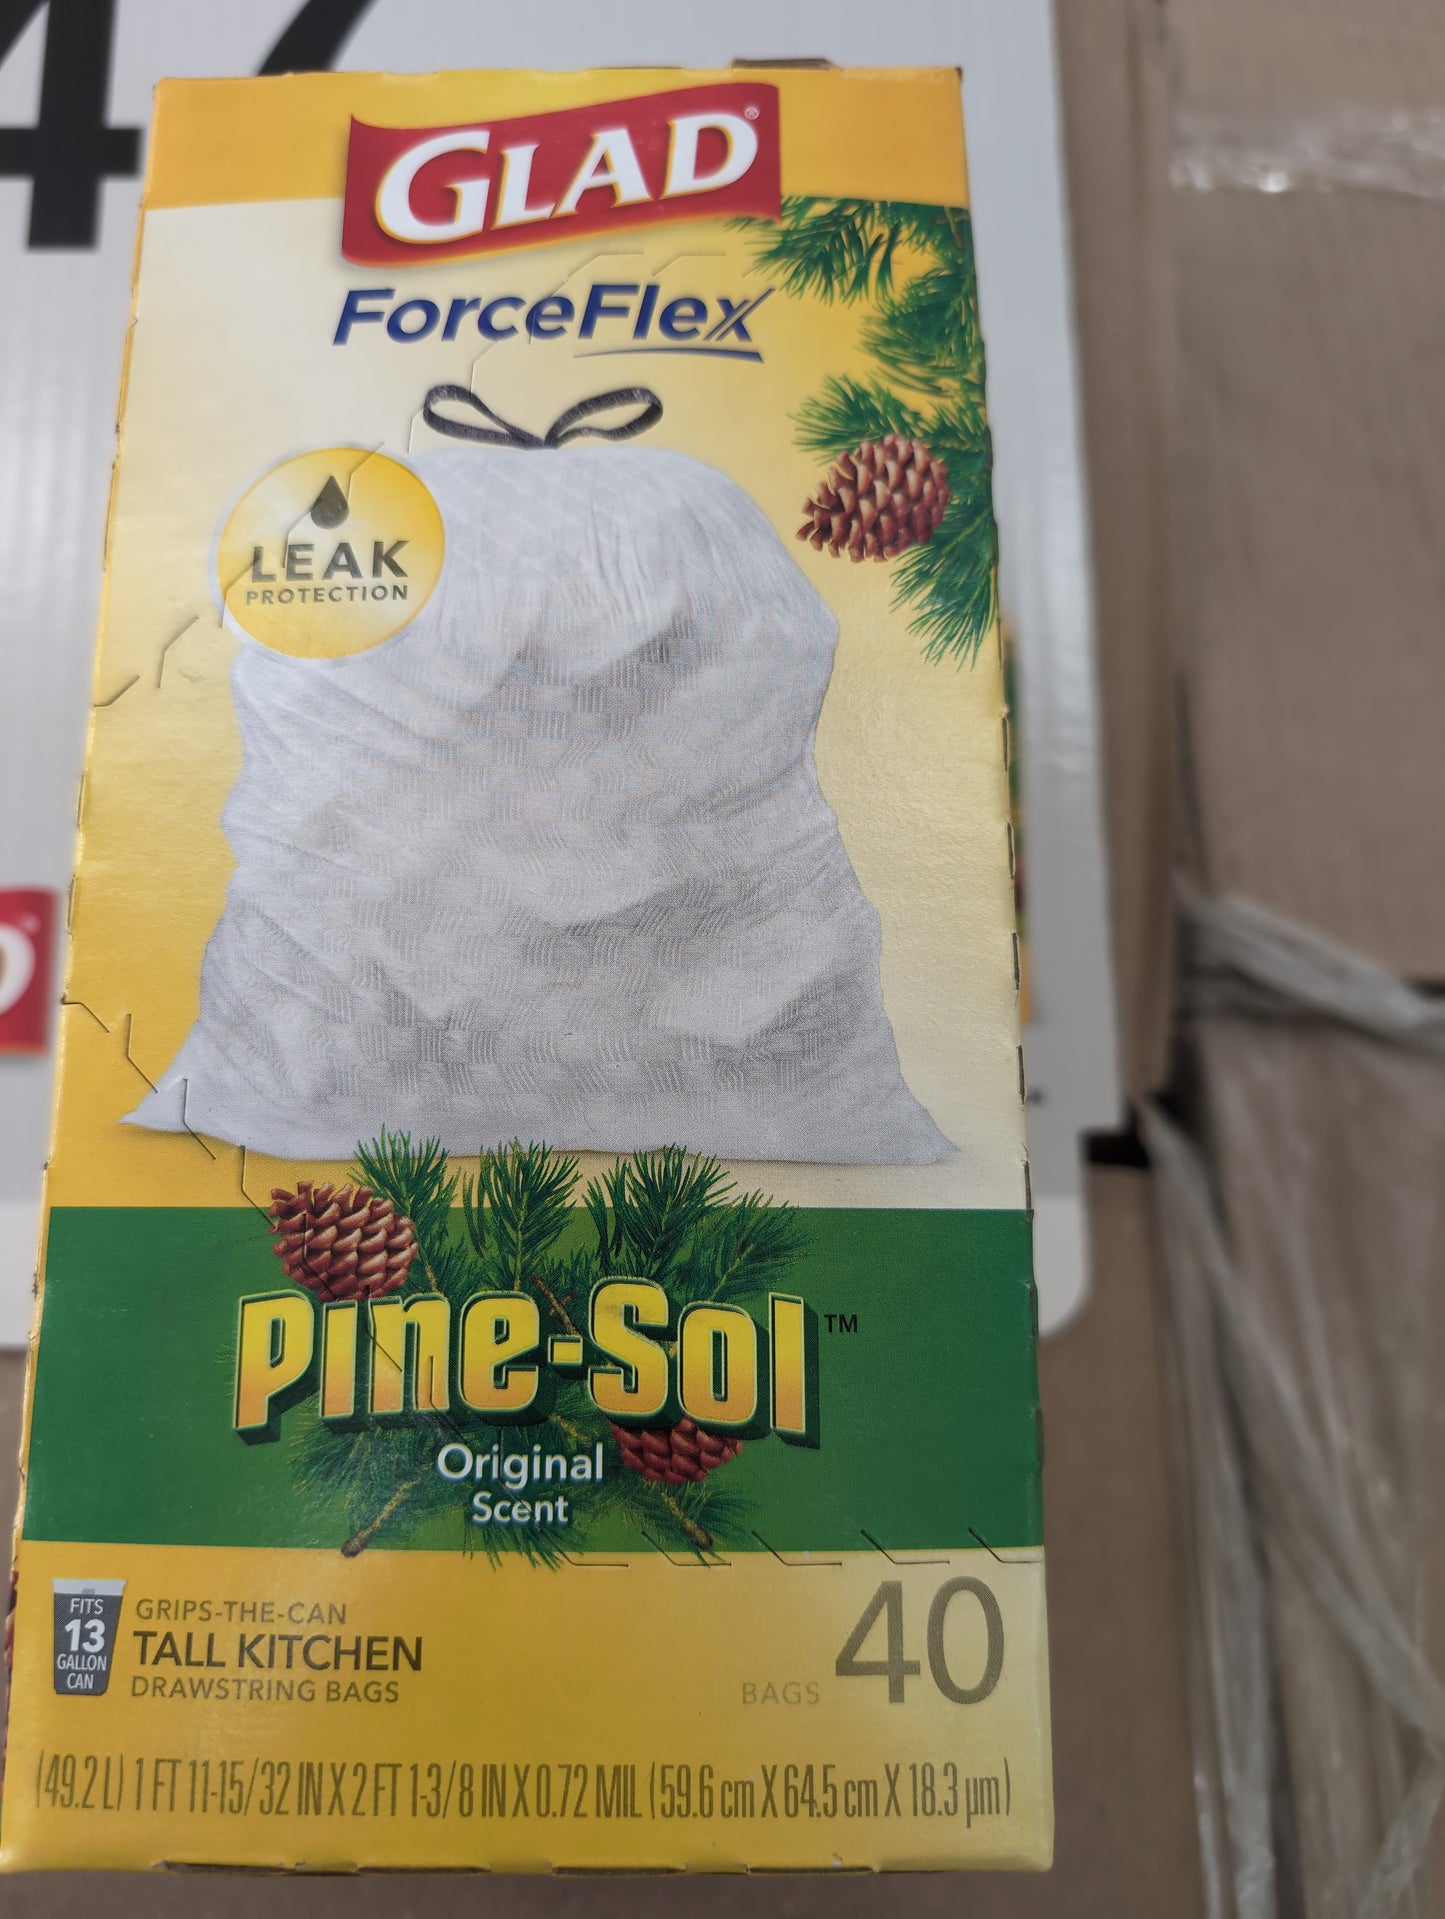 47
GLAD®
ForceFlex
LEAK
PROTECTION
Pine-Sol™
Original
Scent
FITS
13
GALLON
CAN
GRIPS-THE-CAN
TALL KITCHEN
DRAWSTRING BAGS
BAGS 40
(49.2 L) 1 FT 11-15/32 IN X 2 FT 1-3/8 IN X 0.72 MIL (59.6 cm X 64.5 cm X 18.3 µm)